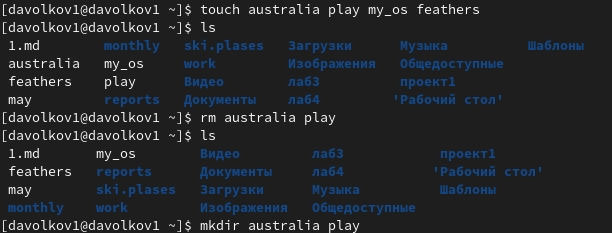 [davolkov1@davolkov1 ~]$ touch australia play my_os feathers
[davolkov1@davolkov1 ~]$ ls
1.md monthly ski.plases Загрузки Музыка Шаблоны
australia my_os work Изображения Общедоступные
feathers play Видео лаб3 проект1
may reports Документы лаб4 'Рабочий стол'
[davolkov1@davolkov1 ~]$ rm australia play
[davolkov1@davolkov1 ~]$ ls
1.md my_os Видео лаб3 проект1
feathers reports Документы лаб4 'Рабочий стол'
may ski.plases Загрузки Музыка Шаблоны
monthly work Изображения Общедоступные
[davolkov1@davolkov1 ~]$ mkdir australia play